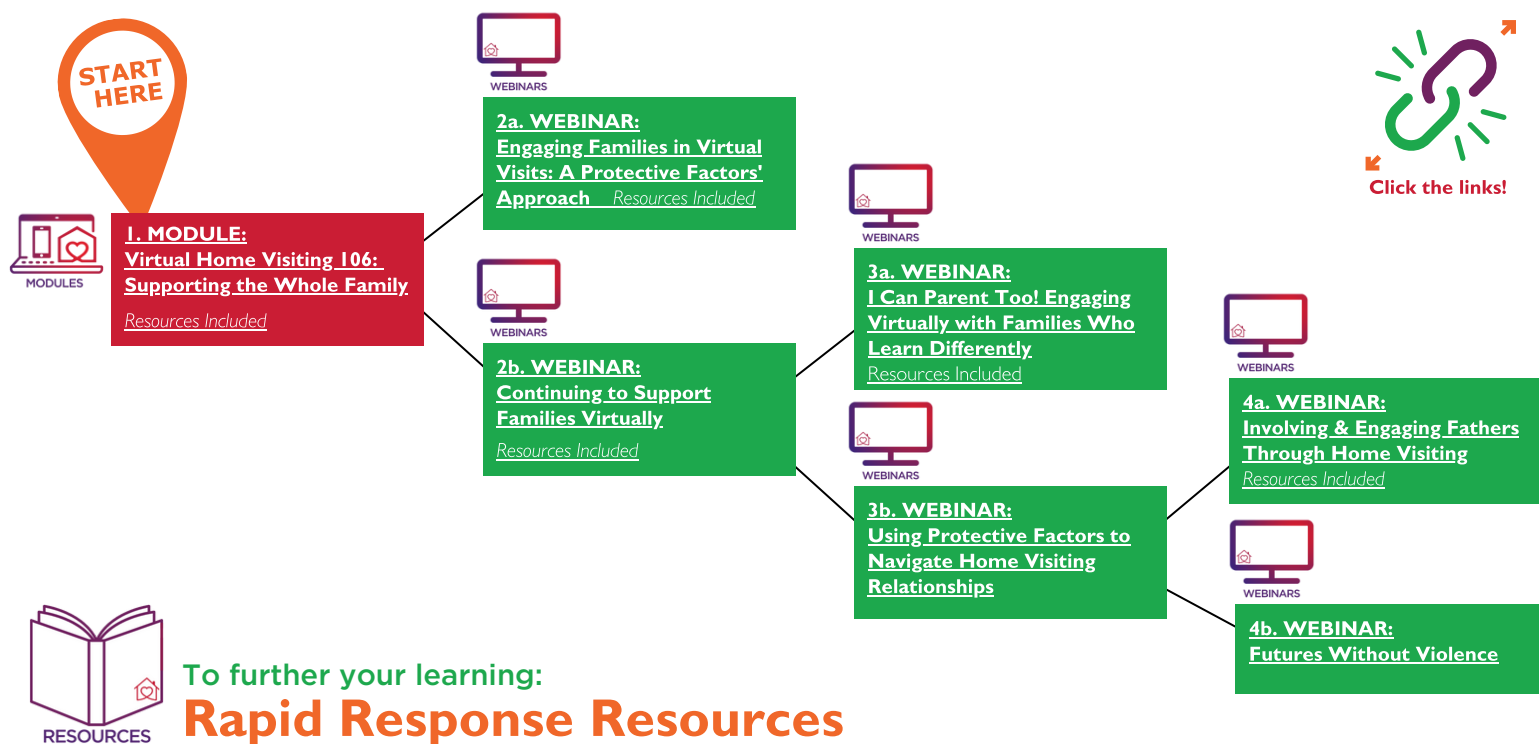 START
HERE
MODULES
1. MODULE:
Virtual Home Visiting 106:
Supporting the Whole Family
Resources Included
WEBINARS
2a. WEBINAR:
Engaging Families in Virtual
Visits: A Protective Factors'
Approach Resources Included
WEBINARS
2b. WEBINAR:
Continuing to Support
Families Virtually
Resources Included
WEBINARS
3a. WEBINAR:
I Can Parent Too! Engaging
Virtually with Families Who
Learn Differently
Resources Included
WEBINARS
3b. WEBINAR:
Using Protective Factors to
Navigate Home Visiting
Relationships
WEBINARS
4a. WEBINAR:
Involving & Engaging Fathers
Through Home Visiting
Resources Included
WEBINARS
4b. WEBINAR:
Futures Without Violence
Click the links!
RESOURCES
To further your learning:
Rapid Response Resources